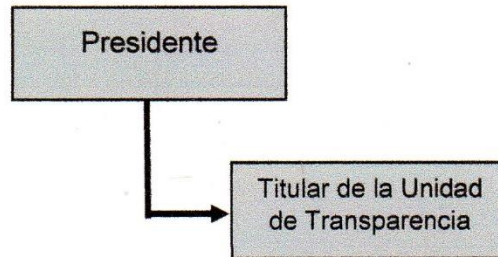 Presidente
Titular de la Unidad
de Transparencia